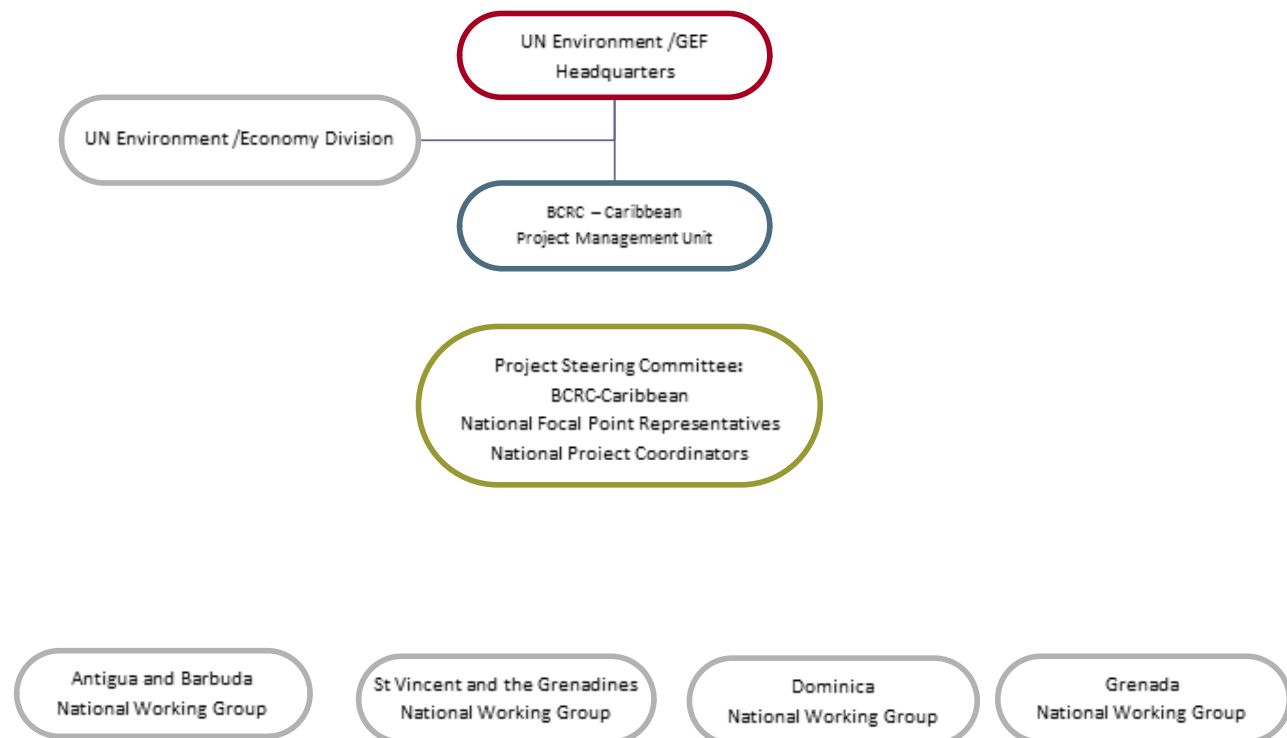 UN Environment /GEF
Headquarters
UN Environment /Economy Division
BCRC – Caribbean
Project Management Unit
Project Steering Committee:
BCRC-Caribbean
National Focal Point Representatives
National Project Coordinators
Antigua and Barbuda
National Working Group
St Vincent and the Grenadines
National Working Group
Dominica
National Working Group
Grenada
National Working Group